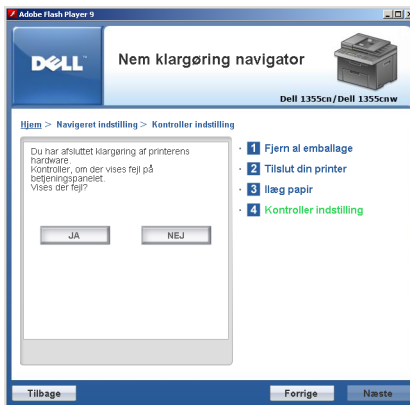 Adobe Flash Player 9
DELL™
Nem klargøring navigator
Dell 1355cn/Dell 1355cnw
Hjem > Navigeret indstilling > Kontroller indstilling
Du har afsluttet klargøring af printerens
hardware.
Kontroller, om der vises fejl på
betjeningspanelet.
Vises der fejl?
JA
NEJ
· 1 Fjern al emballage
· 2 Tilslut din printer
· 3 Ilæg papir
· 4 Kontroller indstilling
Tilbage
Forrige
Næste